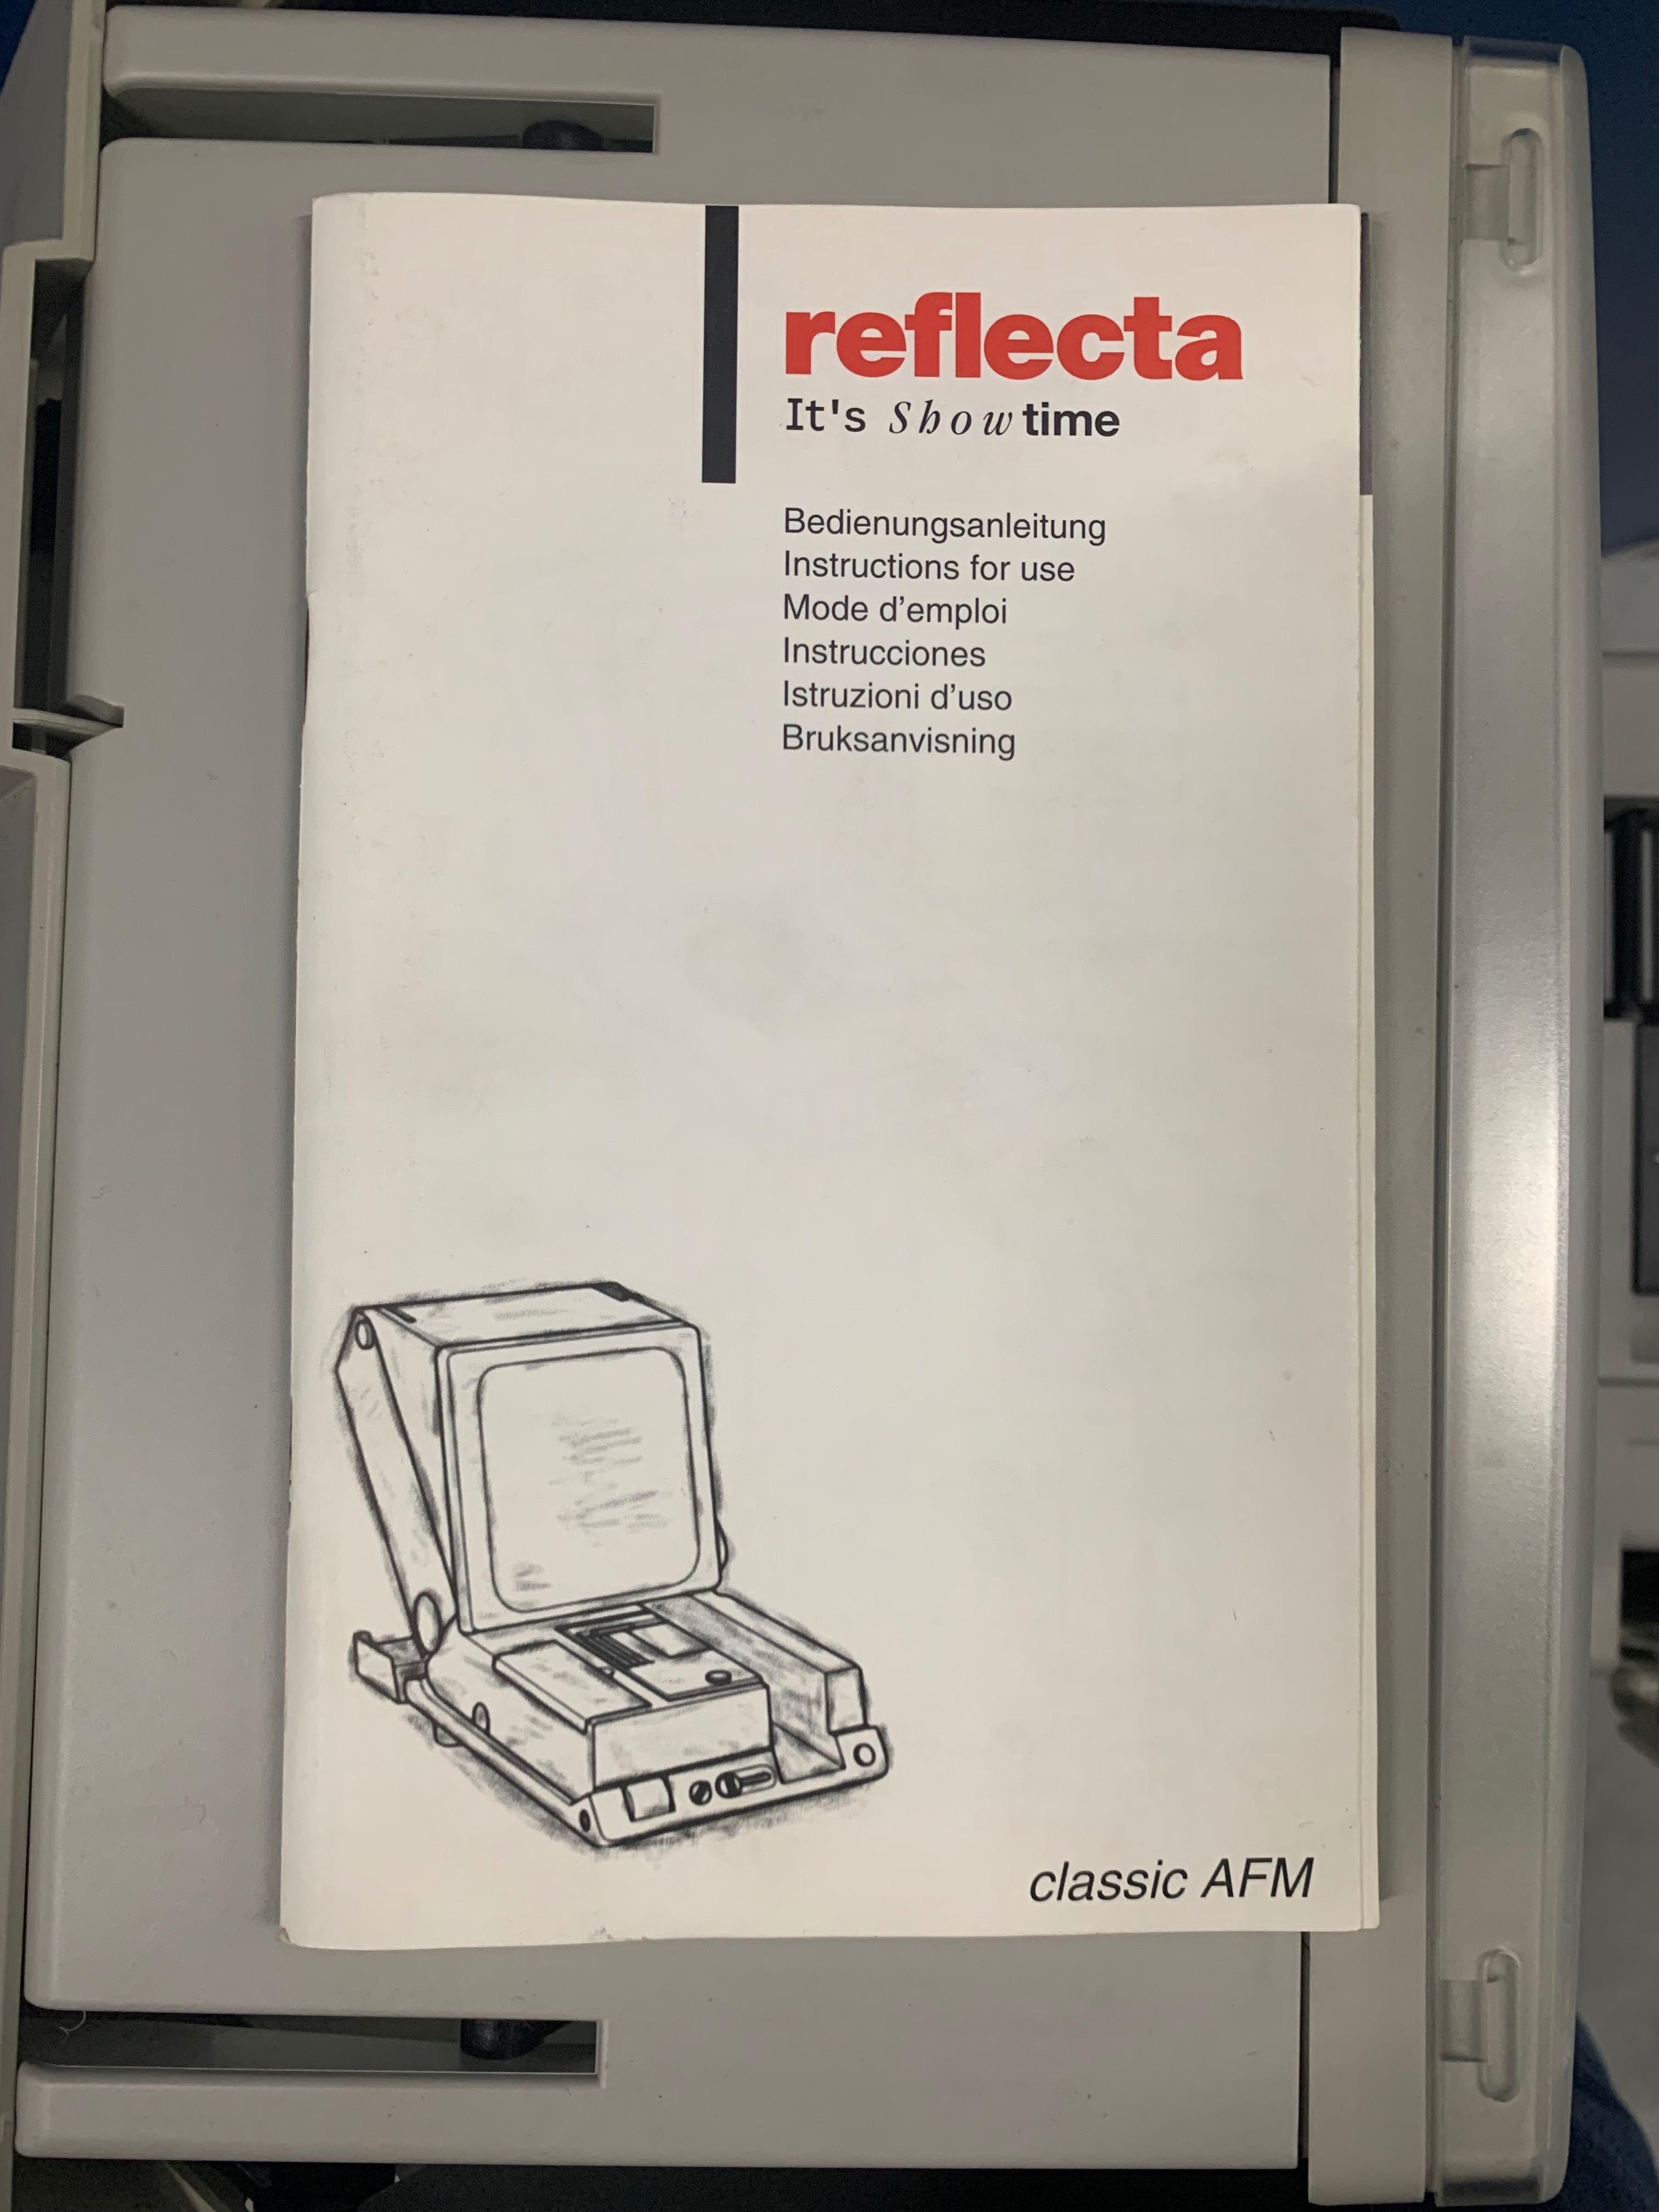 reflecta
It's Showtime
Bedienungsanleitung
Instructions for use
Mode d’emploi
Instrucciones
Istruzioni d’uso
Bruksanvisning
classic AFM